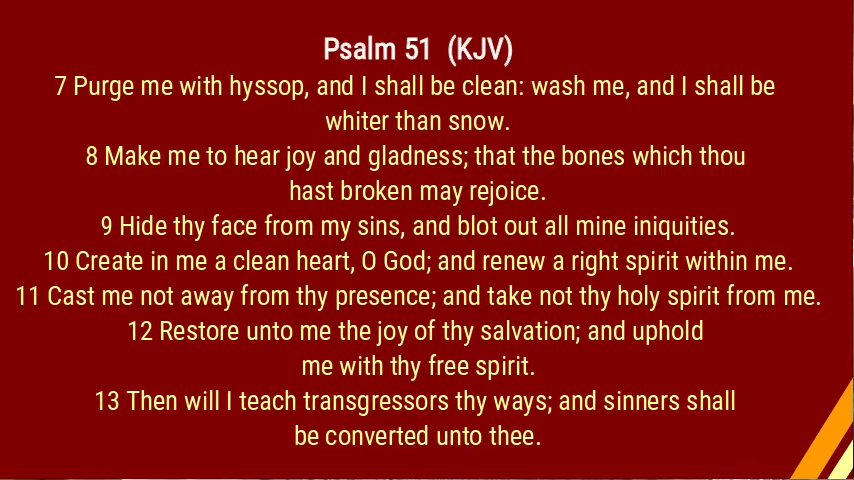 Psalm 51 (KJV)
7 Purge me with hyssop, and I shall be clean: wash me, and I shall be
whiter than snow.
8 Make me to hear joy and gladness; that the bones which thou
hast broken may rejoice.
9 Hide thy face from my sins, and blot out all mine iniquities.
10 Create in me a clean heart, O God; and renew a right spirit within me.
11 Cast me not away from thy presence; and take not thy holy spirit from me.
12 Restore unto me the joy of thy salvation; and uphold
me with thy free spirit.
13 Then will I teach transgressors thy ways; and sinners shall
be converted unto thee.